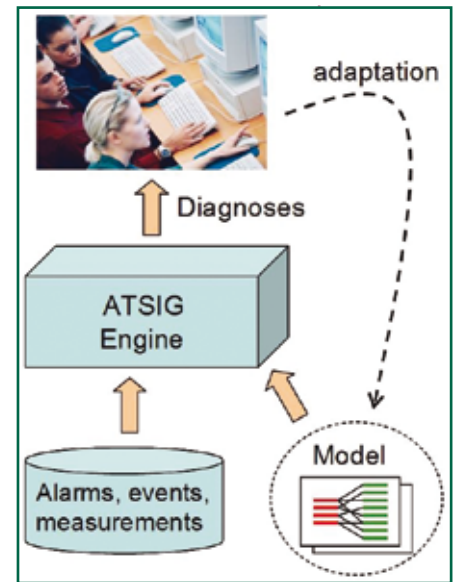 adaptation
Diagnoses
ATSIG
Engine
Model
Alarms, events,
measurements